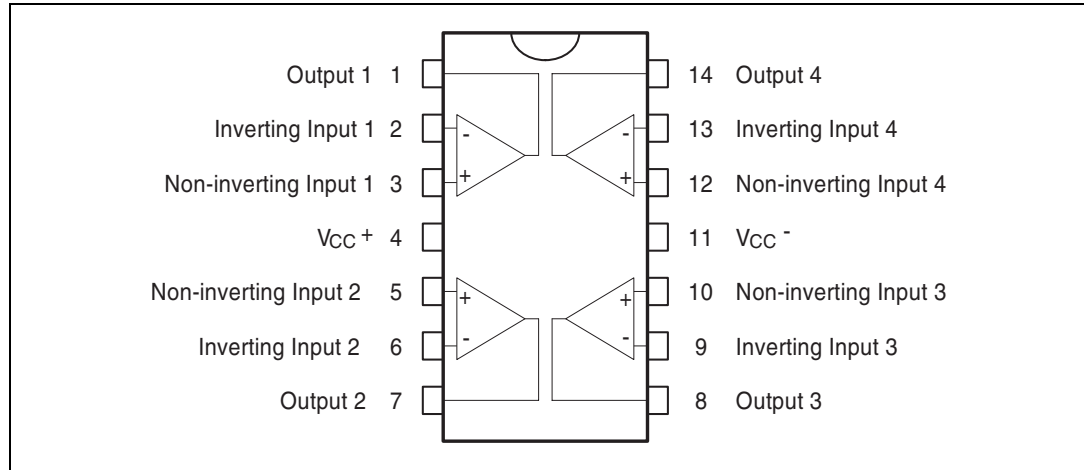 Output 1 1 14 Output 4
- -
Inverting Input 1 2 13 Inverting Input 4
Non-inverting Input 1 3 12 Non-inverting Input 4
+ +
VCC + 4 11 VCC -
Non-inverting Input 2 5 10 Non-inverting Input 3
+ +
- -
Inverting Input 2 6 9 Inverting Input 3
Output 2 7 8 Output 3